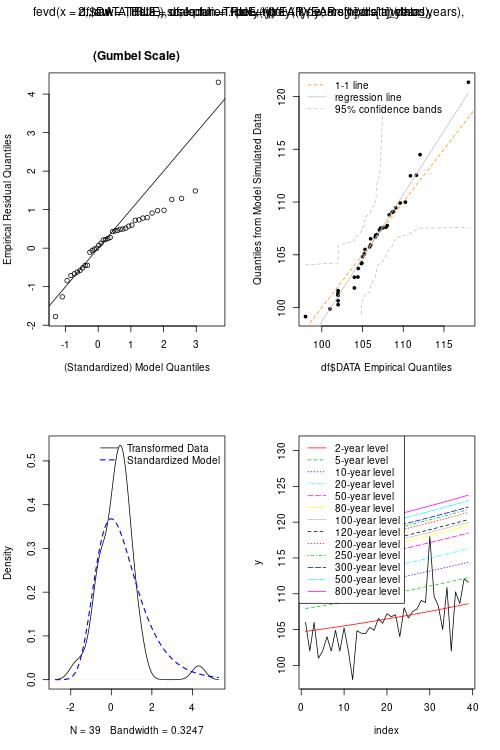 fevd(x =
(Gumbel Scale)
Empirical Residual Quantiles
-2 -1 0 1 2 3 4
-1 0 1 2 3
(Standardized) Model Quantiles
Quantiles from Model Simulated Data
100 105 110 115 120
1-1 line
regression line
95% confidence bands
100 105 110 115
df$DATA Empirical Quantiles
Density
0.0 0.1 0.2 0.3 0.4 0.5
Transformed Data
Standardized Model
-2 0 2 4
N = 39 Bandwidth = 0.3247
y
100 105 110 115 120 125 130
2-year level
5-year level
10-year level
20-year level
50-year level
80-year level
100-year level
120-year level
200-year level
250-year level
300-year level
500-year level
800-year level
0 10 20 30 40
index